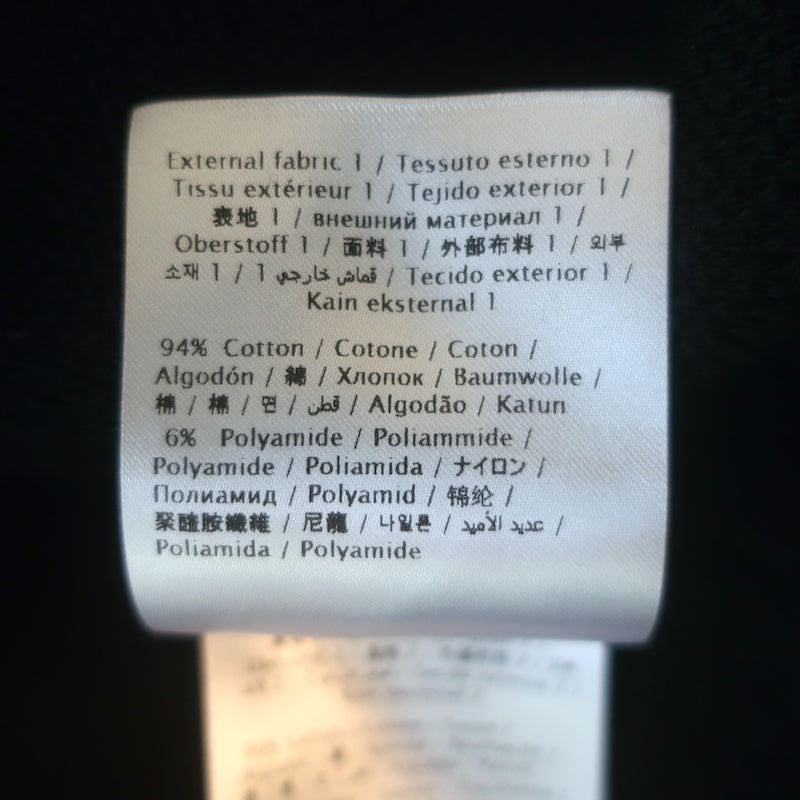 External fabric 1 / Tessuto esterno 1 /
Tissu extérieur 1 / Tejido exterior 1 /
表地 1 / внешний материал 1 /
Oberstoff 1 / 面料 1 / 外部布料 1 / 외부
소재 1 / 1 قماش خارجي / Tecido exterior 1 /
Kain eksternal 1
94% Cotton / Cotone / Coton /
Algodón / 綿 / Хлопок / Baumwolle /
棉 / 棉 / 면 / قطن / Algodão / Katun
6% Polyamide / Poliammide /
Polyamide / Poliamida / ナイロン /
Полиамид / Polyamid / 锦纶 /
聚醯胺纖維 / 尼龍 / 나일론 / عديد الأميد /
Poliamida / Polyamide